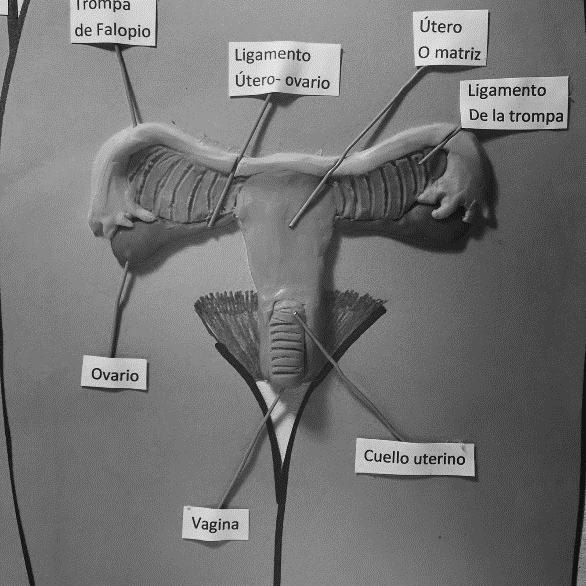 Trompa
de Falopio
Ligamento
Útero- ovario
Útero
O matriz
Ligamento
De la trompa
Ovario
Cuello uterino
Vagina